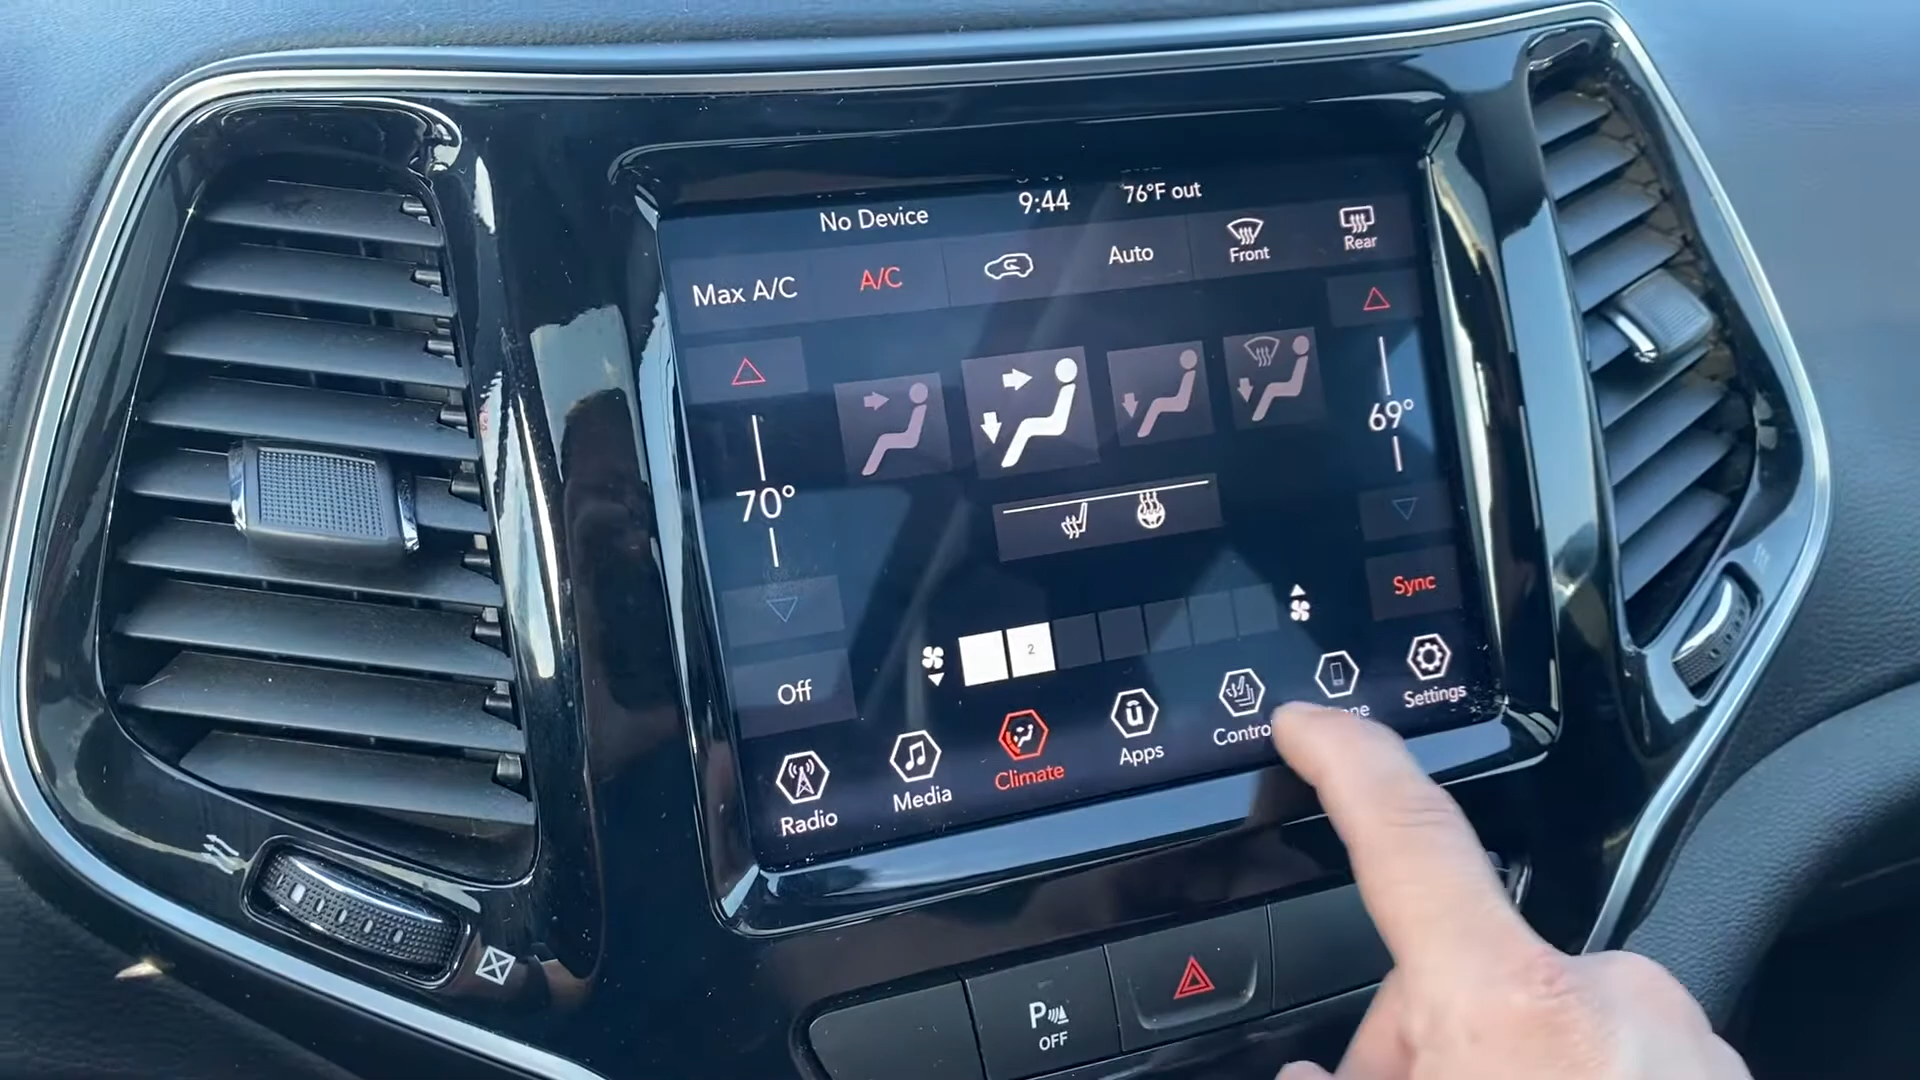 No Device 9:44 76°F out
Max A/C A/C Auto Front Rear
70° 69°
Sync
2
Off
Radio Media Climate Apps Settings
P OFF